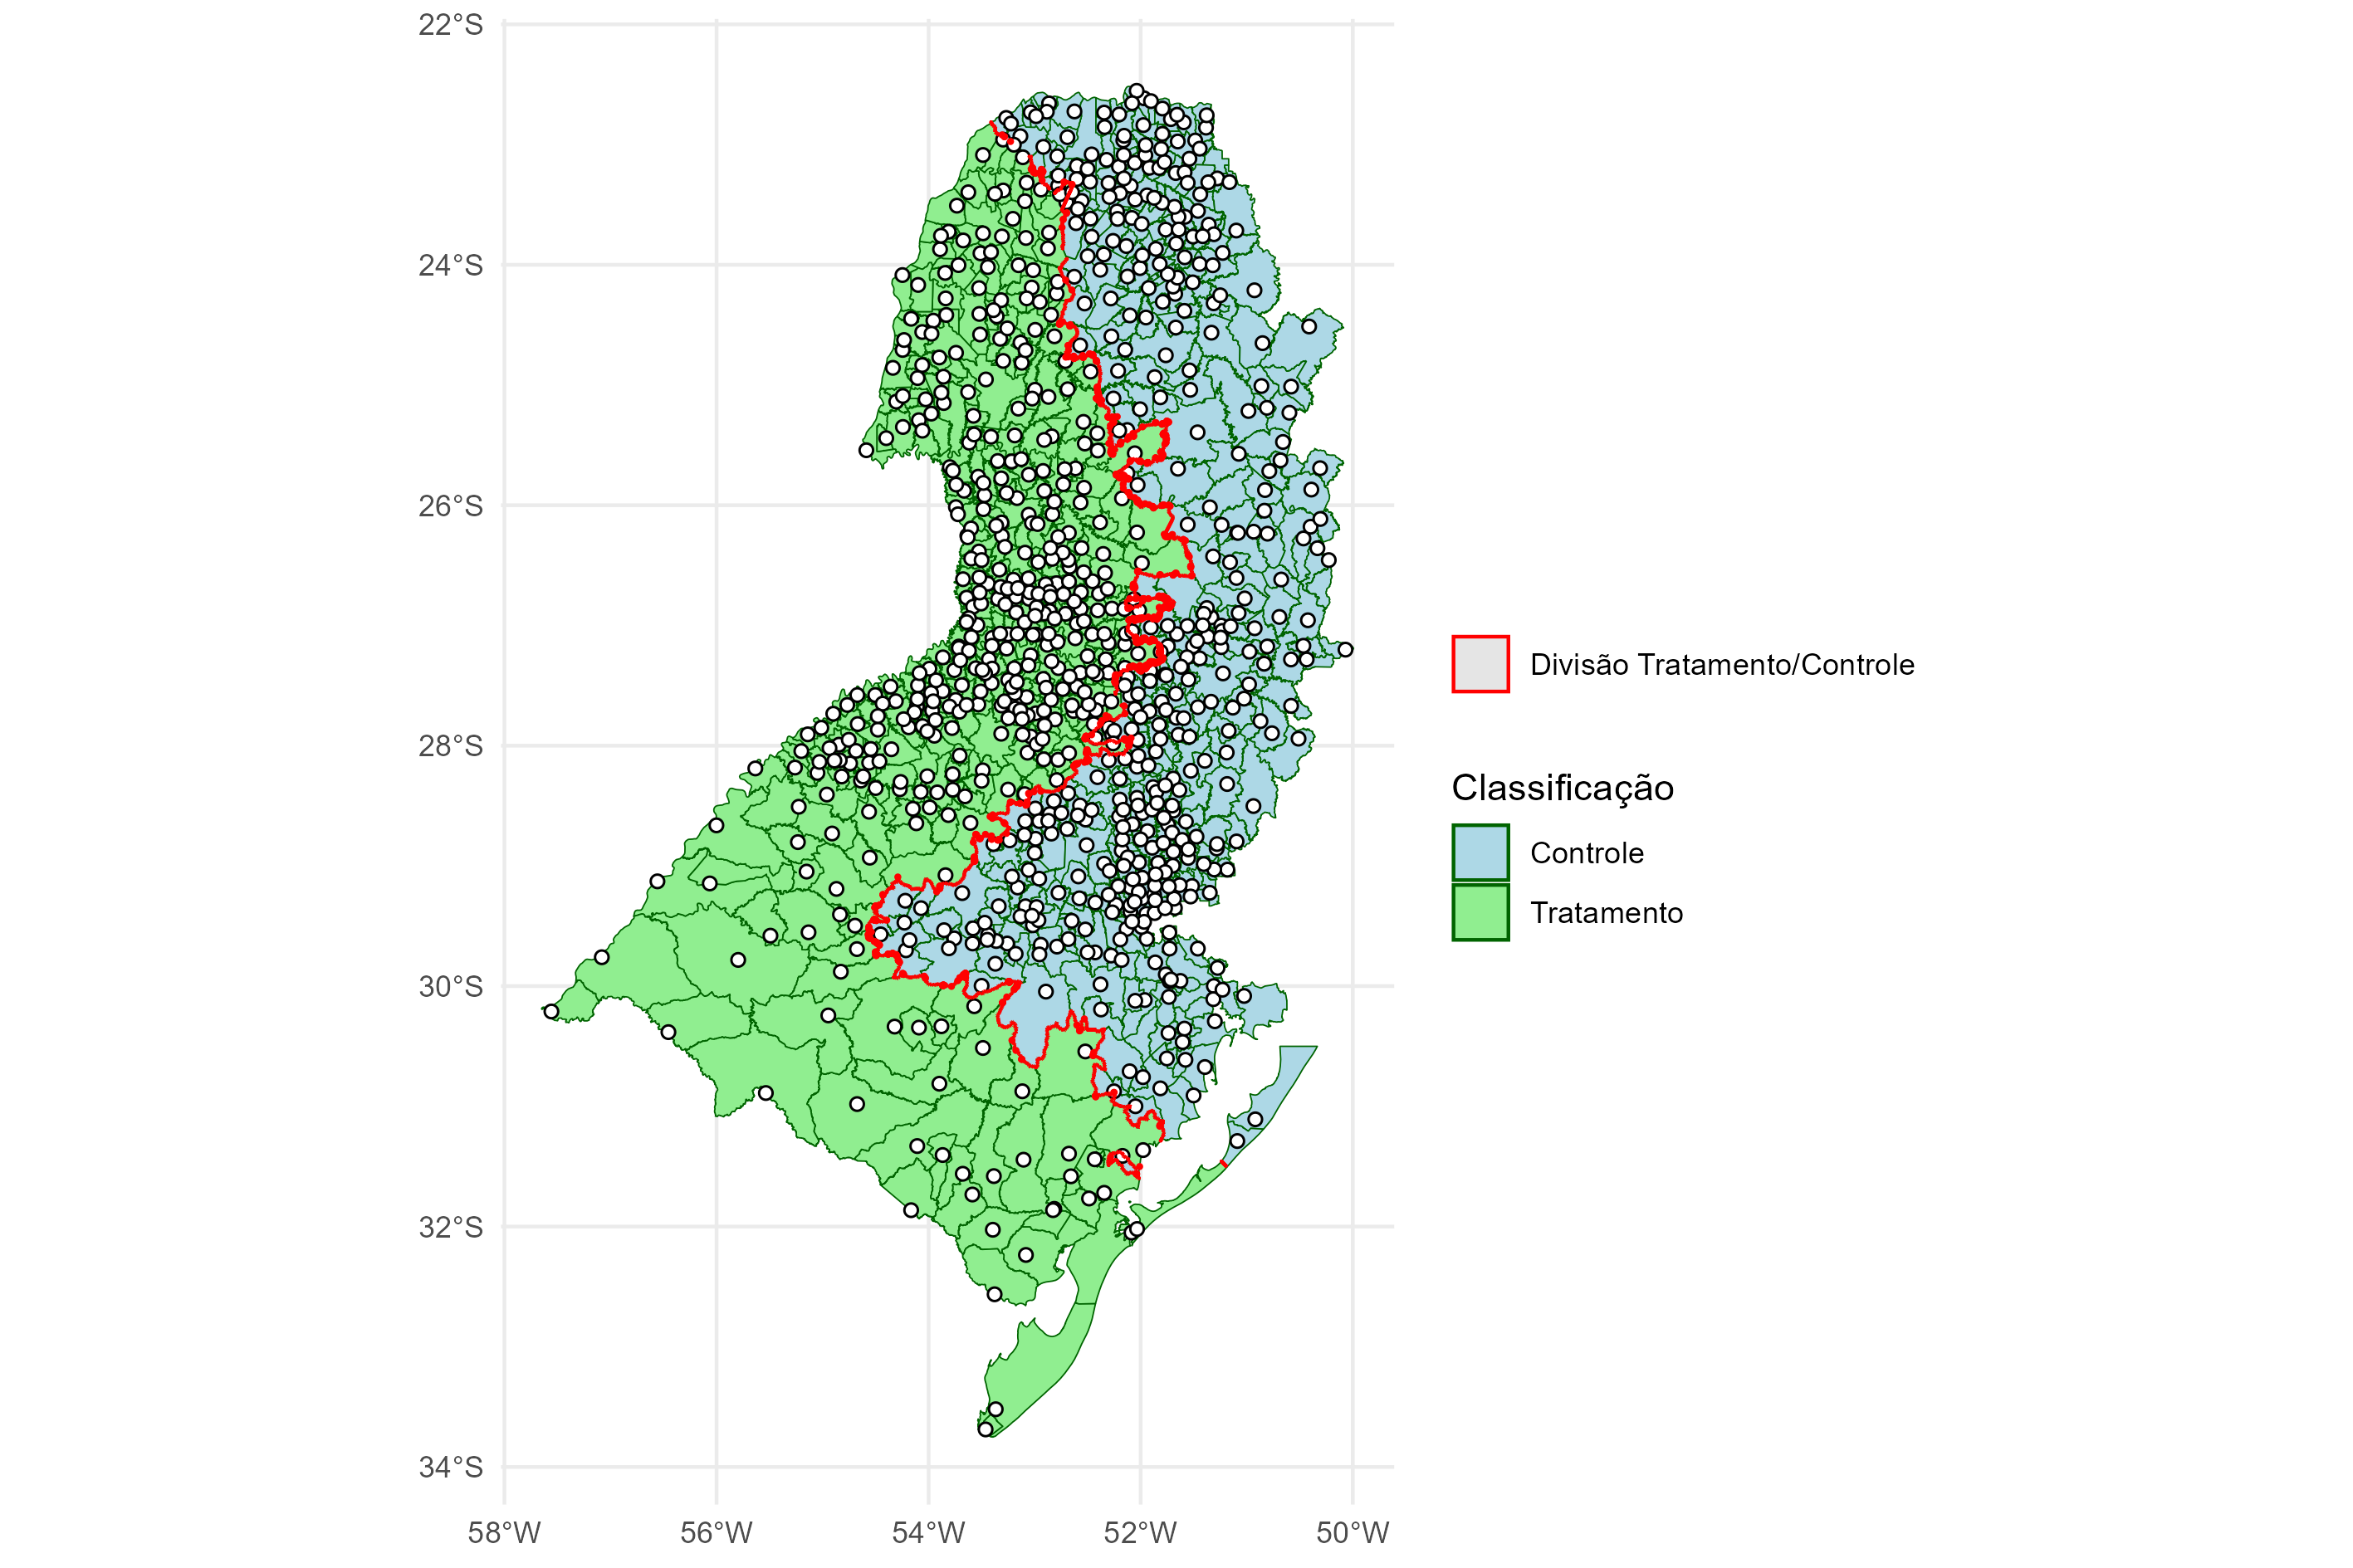 22°S
24°S
26°S
28°S
30°S
32°S
34°S
58°W
56°W
54°W
52°W
50°W
Divisão Tratamento/Controle
Classificação
Controle
Tratamento